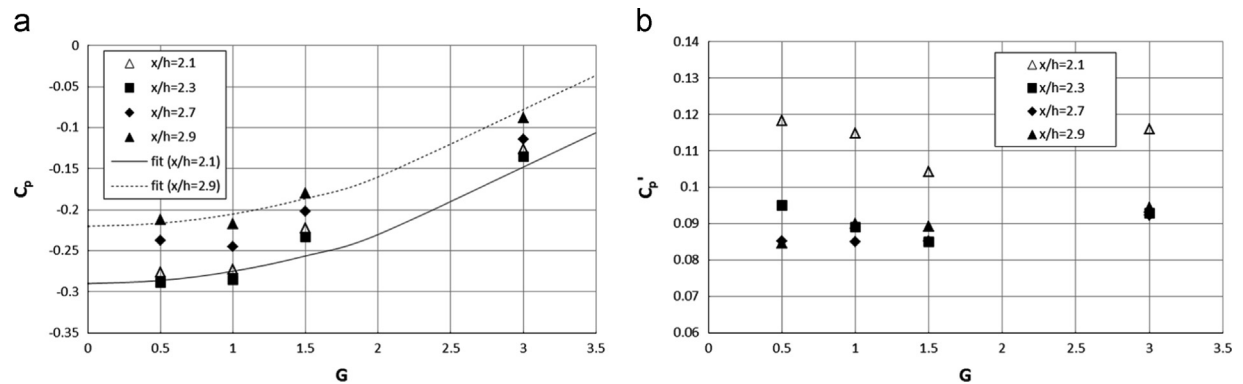 a
0
-0.05
-0.1
-0.15
-0.2
-0.25
-0.3
-0.35
0 0.5 1 1.5 2 2.5 3 3.5
Cp
G
x/h=2.1
x/h=2.3
x/h=2.7
x/h=2.9
fit (x/h=2.1)
fit (x/h=2.9)
b
0.14
0.13
0.12
0.11
0.1
0.09
0.08
0.07
0.06
0 0.5 1 1.5 2 2.5 3 3.5
Cp'
G
x/h=2.1
x/h=2.3
x/h=2.7
x/h=2.9